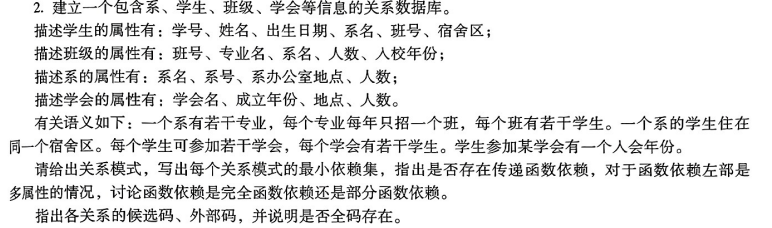 2. 建立一个包含系、学生、班级、学会等信息的关系数据库。
描述学生的属性有：学号、姓名、出生日期、系名、班号、宿舍区；
描述班级的属性有：班号、专业名、系名、人数、入校年份；
描述系的属性有：系名、系号、系办公室地点、人数；
描述学会的属性有：学会名、成立年份、地点、人数。
有关语义如下：一个系有若干专业，每个专业每年只招一个班，每个班有若干学生。一个系的学生住在
同一个宿舍区。每个学生可参加若干学会，每个学会有若干学生。学生参加某学会有一个入会年份。
请给出关系模式，写出每个关系模式的最小依赖集，指出是否存在传递函数依赖，对于函数依赖左部是
多属性的情况，讨论函数依赖是完全函数依赖还是部分函数依赖。
指出各关系的候选码、外部码，并说明是否全码存在。